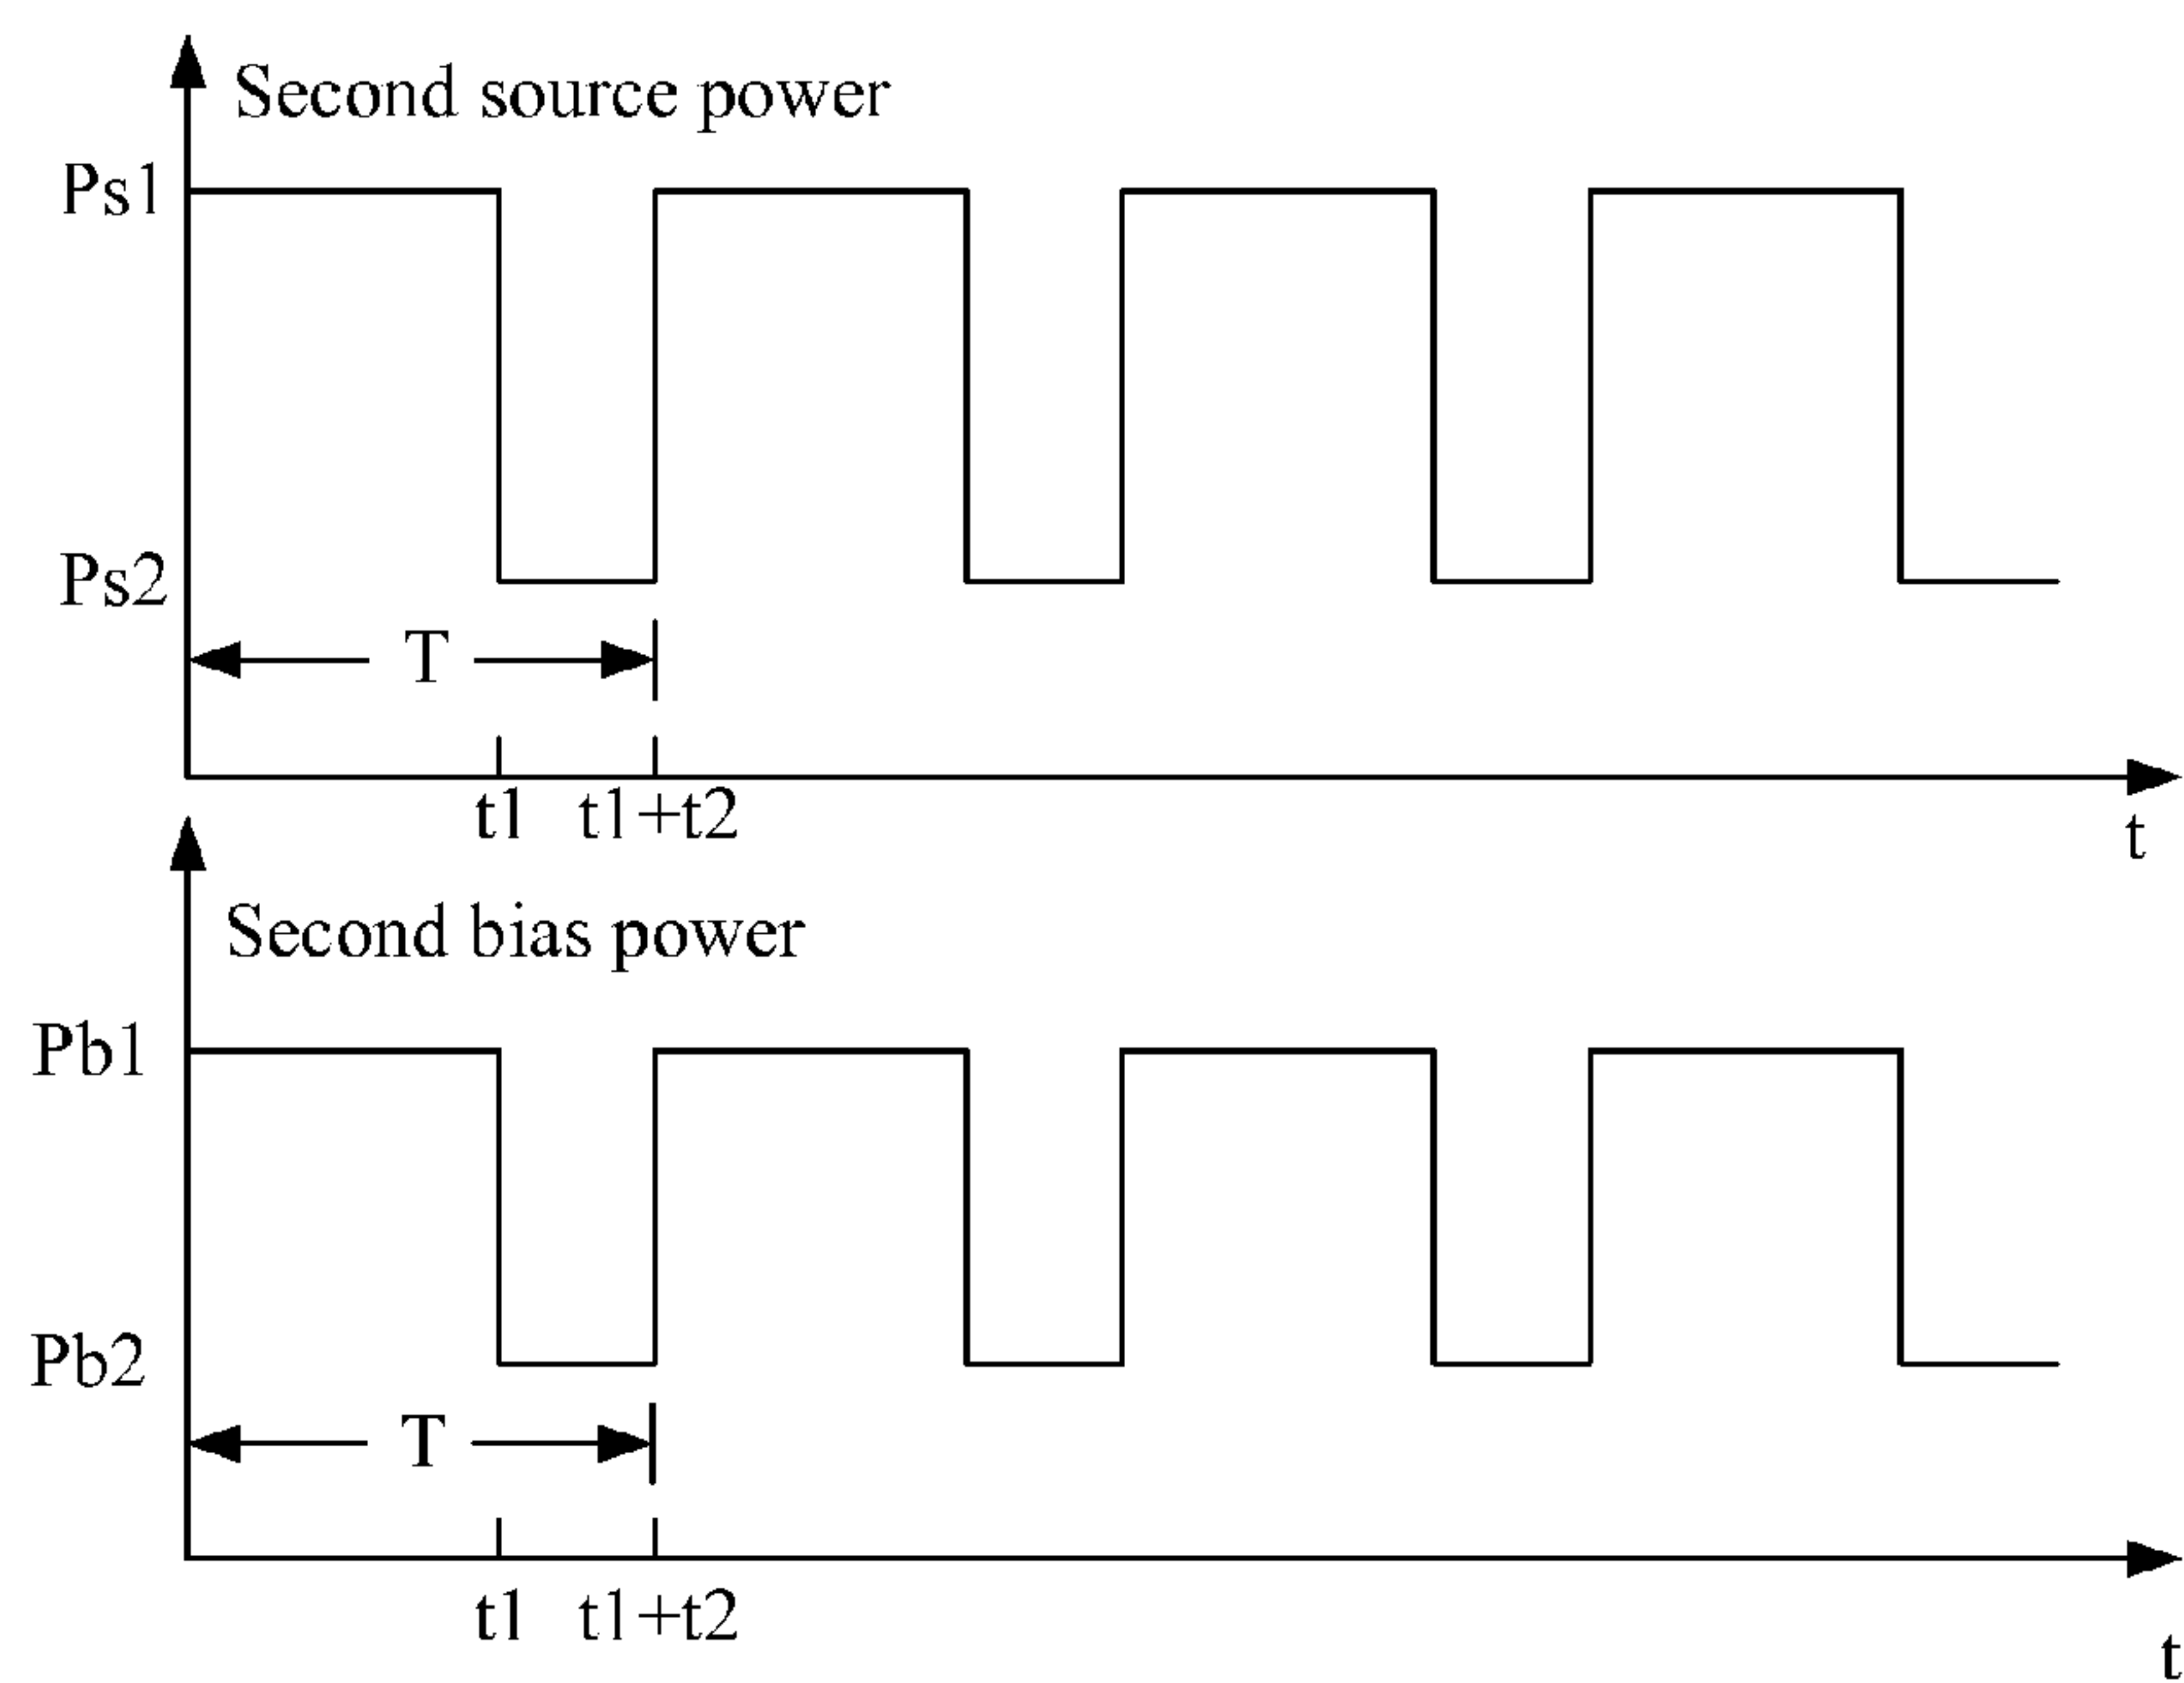 Second source power
Ps1
Ps2
T
t1 t1+t2
t
Second bias power
Pb1
Pb2
T
t1 t1+t2
t